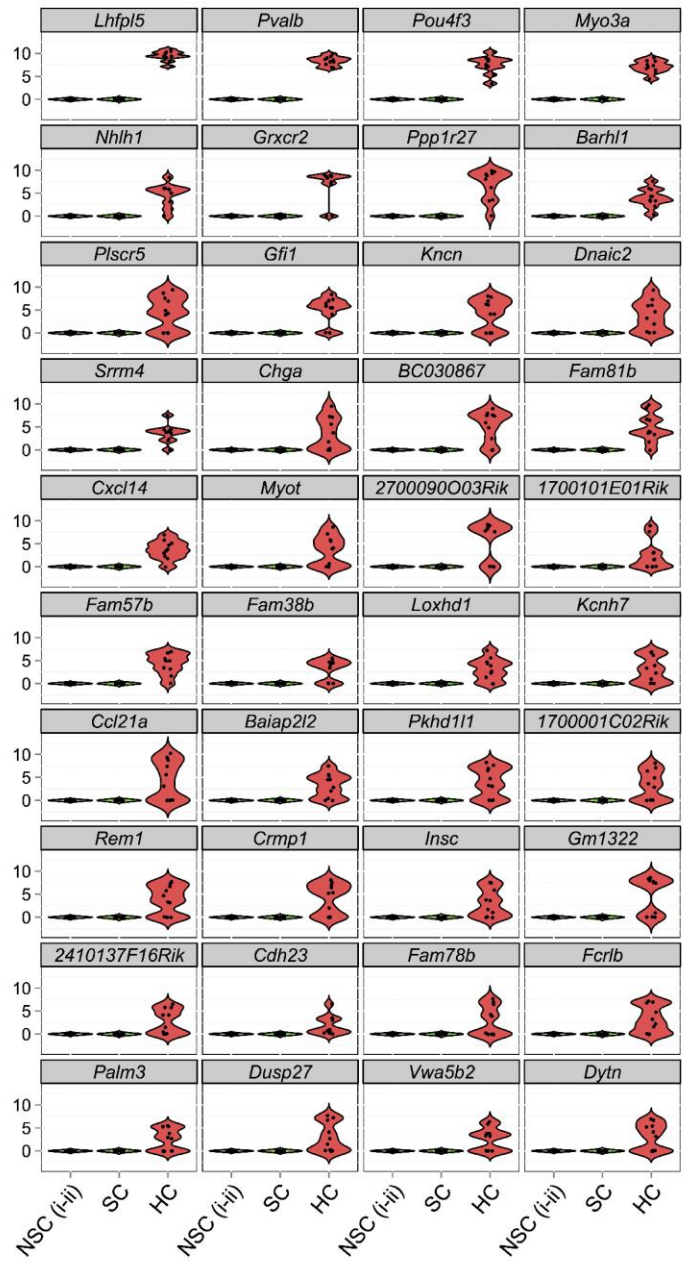 Lhfpl5 Pvalb Pou4f3 Myo3a
10
5
0
Nhlh1 Grxcr2 Ppp1r27 Barhl1
10
5
0
Plscr5 Gfi1 Kncn Dnaic2
10
5
0
Srrm4 Chga BC030867 Fam81b
10
5
0
Cxcl14 Myot 2700090O03Rik 1700101E01Rik
10
5
0
Fam57b Fam38b Loxhd1 Kcnh7
10
5
0
Ccl21a Baiap2l2 Pkhd1l1 1700001C02Rik
10
5
0
Rem1 Crmp1 Insc Gm1322
10
5
0
2410137F16Rik Cdh23 Fam78b Fcrlb
10
5
0
Palm3 Dusp27 Vwa5b2 Dytn
10
5
0
NSC (i-ii) SC HC NSC (i-ii) SC HC NSC (i-ii) SC HC NSC (i-ii) SC HC